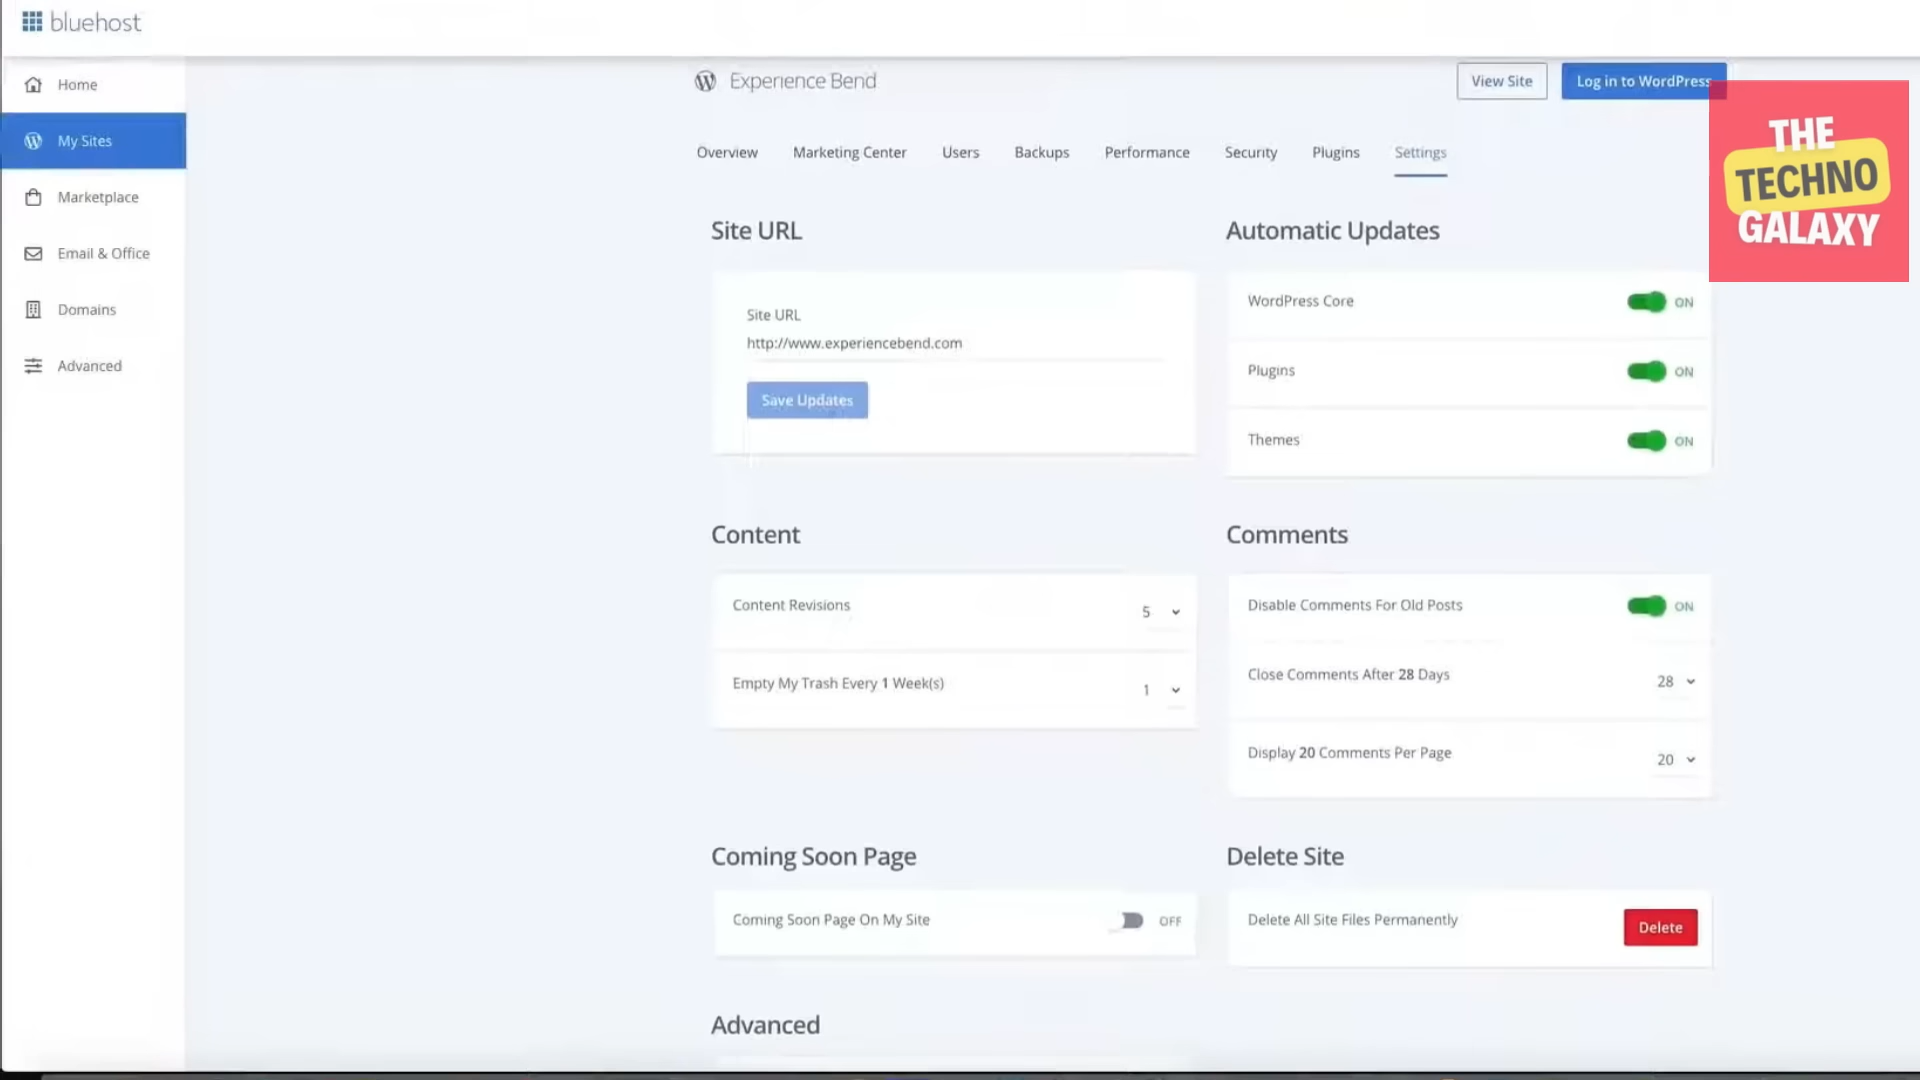 bluehost
Home
My Sites
Marketplace
Email & Office
Domains
Advanced
Experience Bend
View Site
Log in to WordPress
THE
TECHNO
GALAXY
Overview
Marketing Center
Users
Backups
Performance
Security
Plugins
Settings
Site URL
Site URL
http://www.experiencebend.com
Save Updates
Automatic Updates
WordPress Core
ON
Plugins
ON
Themes
ON
Content
Content Revisions
5
Empty My Trash Every 1 Week(s)
1
Comments
Disable Comments For Old Posts
ON
Close Comments After 28 Days
28
Display 20 Comments Per Page
20
Coming Soon Page
Coming Soon Page On My Site
OFF
Delete Site
Delete All Site Files Permanently
Delete
Advanced